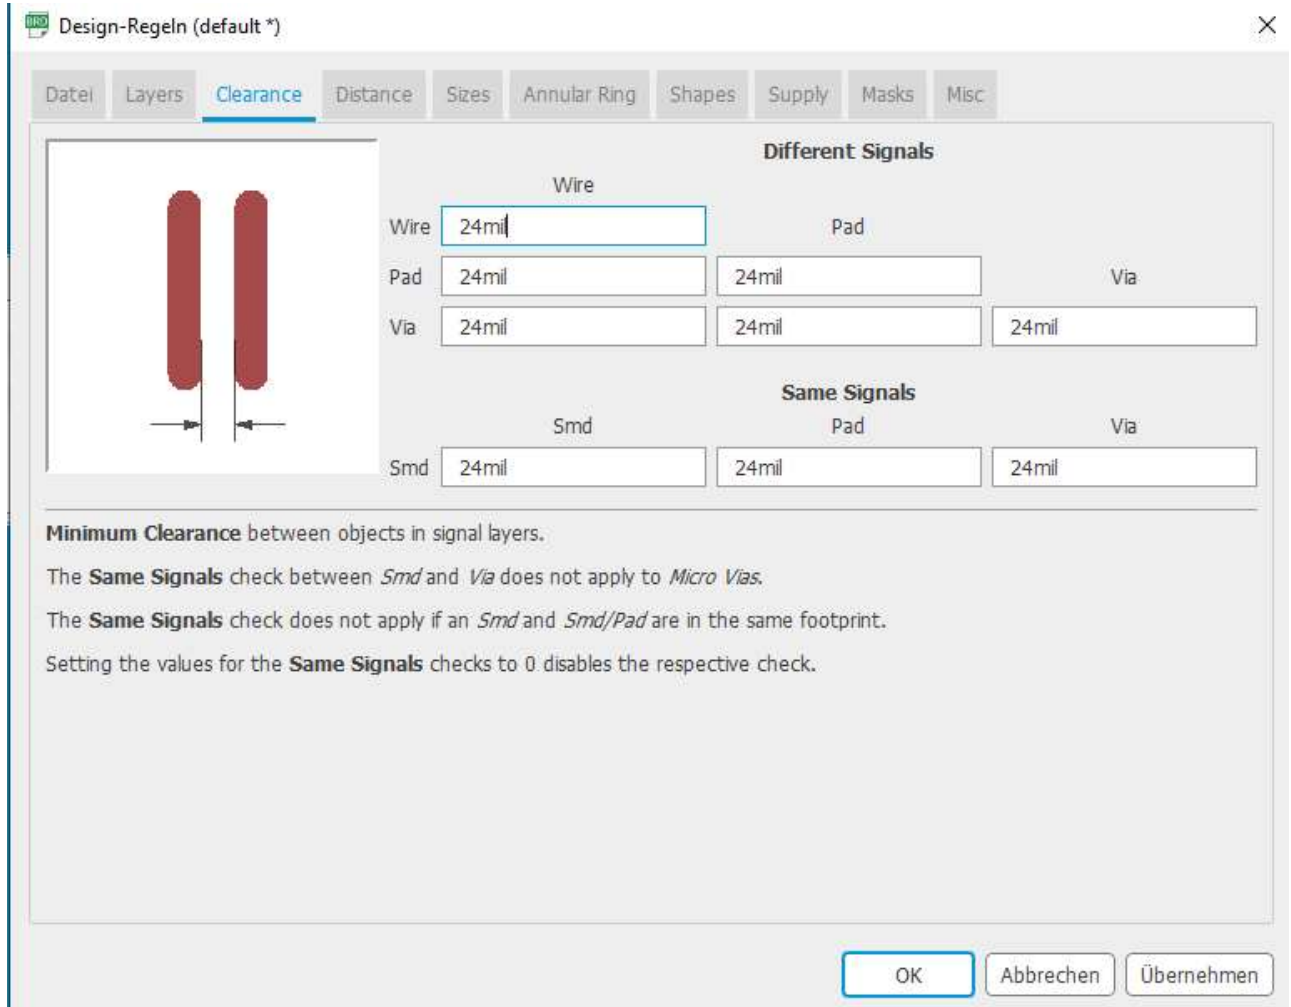 BRD Design-Regeln (default *)
Datei Layers Clearance Distance Sizes Annular Ring Shapes Supply Masks Misc
Different Signals
Wire
Wire 24mil Pad
Pad 24mil 24mil Via
Via 24mil 24mil 24mil
Same Signals
Smd Pad Via
Smd 24mil 24mil 24mil
Minimum Clearance between objects in signal layers.
The Same Signals check between Smd and Via does not apply to Micro Vias.
The Same Signals check does not apply if an Smd and Smd/Pad are in the same footprint.
Setting the values for the Same Signals checks to 0 disables the respective check.
OK Abbrechen Übernehmen